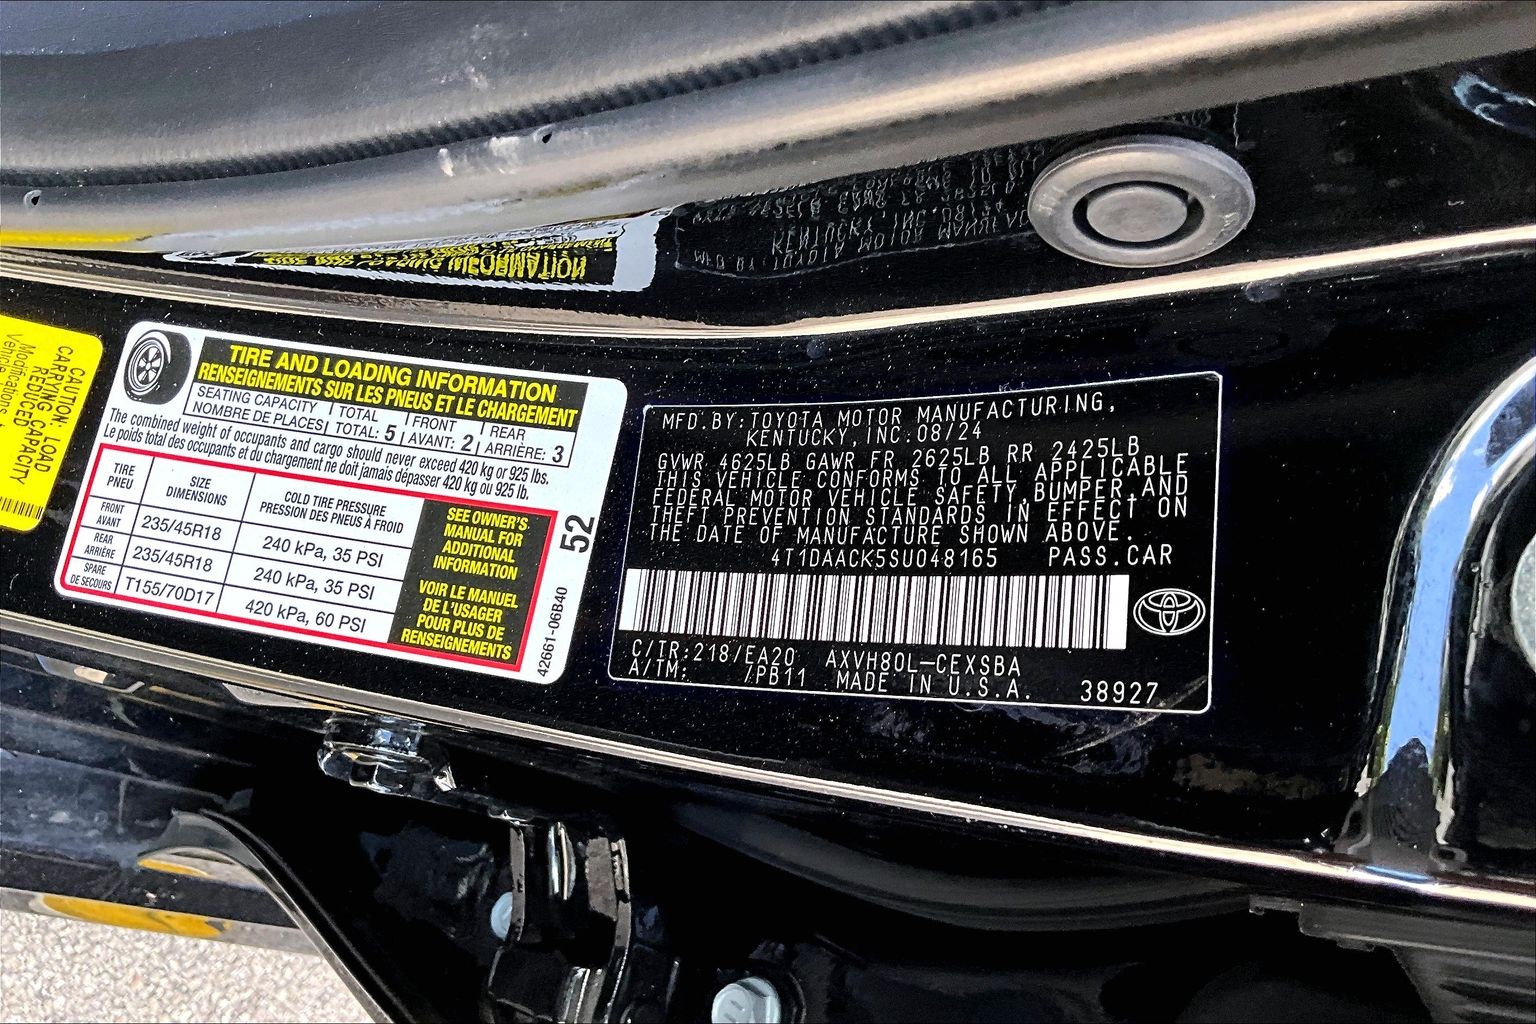 CAUTION: LOAD
CARRYING CAPACITY
REDUCED
Modifications
Vehicle
TIRE AND LOADING INFORMATION
RENSEIGNEMENTS SUR LES PNEUS ET LE CHARGEMENT
SEATING CAPACITY TOTAL FRONT REAR
NOMBRE DE PLACES TOTAL: 5 AVANT: 2 ARRIÈRE: 3
The combined weight of occupants and cargo should never exceed 420 kg or 925 lbs.
Le poids total des occupants et du chargement ne doit jamais dépasser 420 kg ou 925 lb.
TIRE PNEU SIZE DIMENSIONS COLD TIRE PRESSURE PRESSION DES PNEUS À FROID
FRONT AVANT 235/45R18 240 kPa, 35 PSI
REAR ARRIÈRE 235/45R18 240 kPa, 35 PSI
SPARE DE SECOURS T155/70D17 420 kPa, 60 PSI
SEE OWNER'S
MANUAL FOR
ADDITIONAL
INFORMATION
VOIR LE MANUEL
DE L'USAGER
POUR PLUS DE
RENSEIGNEMENTS
52
42661-06B40
MFD.BY:TOYOTA MOTOR MANUFACTURING,
KENTUCKY, INC.08/24
GVWR 4625LB GAWR FR 2625LB RR 2425LB
THIS VEHICLE CONFORMS TO ALL APPLICABLE
FEDERAL MOTOR VEHICLE SAFETY,BUMPER,AND
THEFT PREVENTION STANDARDS IN EFFECT ON
THE DATE OF MANUFACTURE SHOWN ABOVE.
4T1DAACK5SU048165 PASS.CAR
C/TR:218/EA20 AXVH80L-CEXSBA
A/TM: /PB11 MADE IN U.S.A. 38927